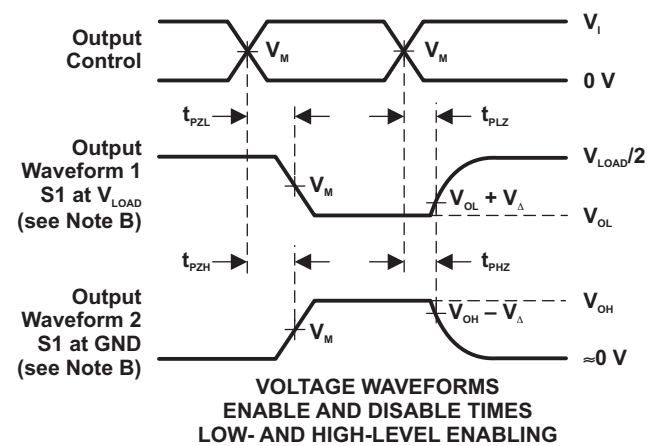 Output
Control
V_M
V_M
V_I
0 V
t_PZL
t_PLZ
Output
Waveform 1
S1 at V_LOAD
(see Note B)
V_M
V_LOAD/2
V_OL + V_Δ
V_OL
t_PZH
t_PHZ
Output
Waveform 2
S1 at GND
(see Note B)
V_M
V_OH
V_OH − V_Δ
≈0 V
VOLTAGE WAVEFORMS
ENABLE AND DISABLE TIMES
LOW- AND HIGH-LEVEL ENABLING